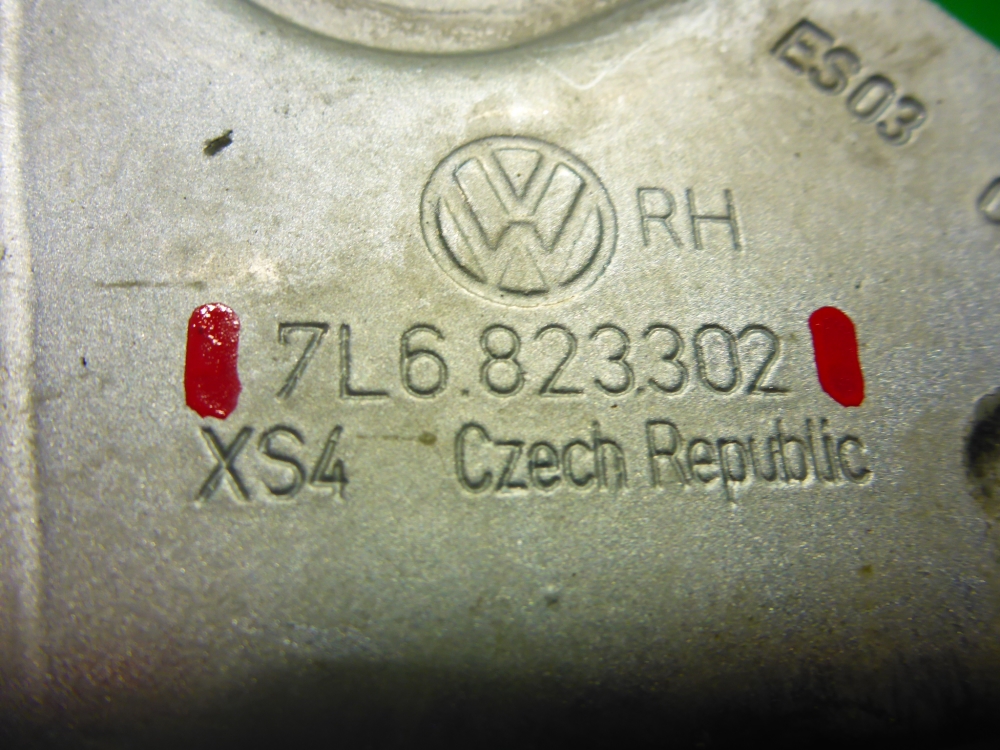 ES03
RH
7L6.823.302
XS4 Czech Republic